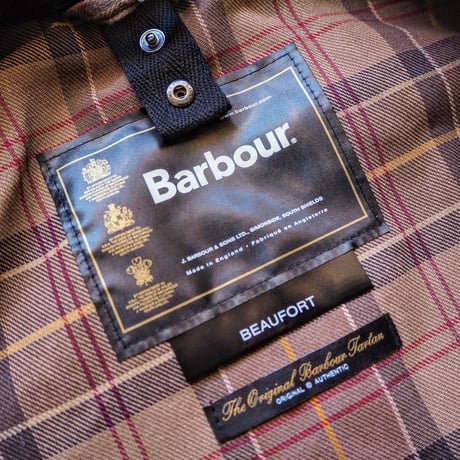 www.barbour.com
Barbour®
J. BARBOUR & SONS LTD., SIMONSIDE, SOUTH SHIELDS
Made in England • Fabriqué en Angleterre
BEAUFORT
The Original Barbour Tartan
ORIGINAL & AUTHENTIC